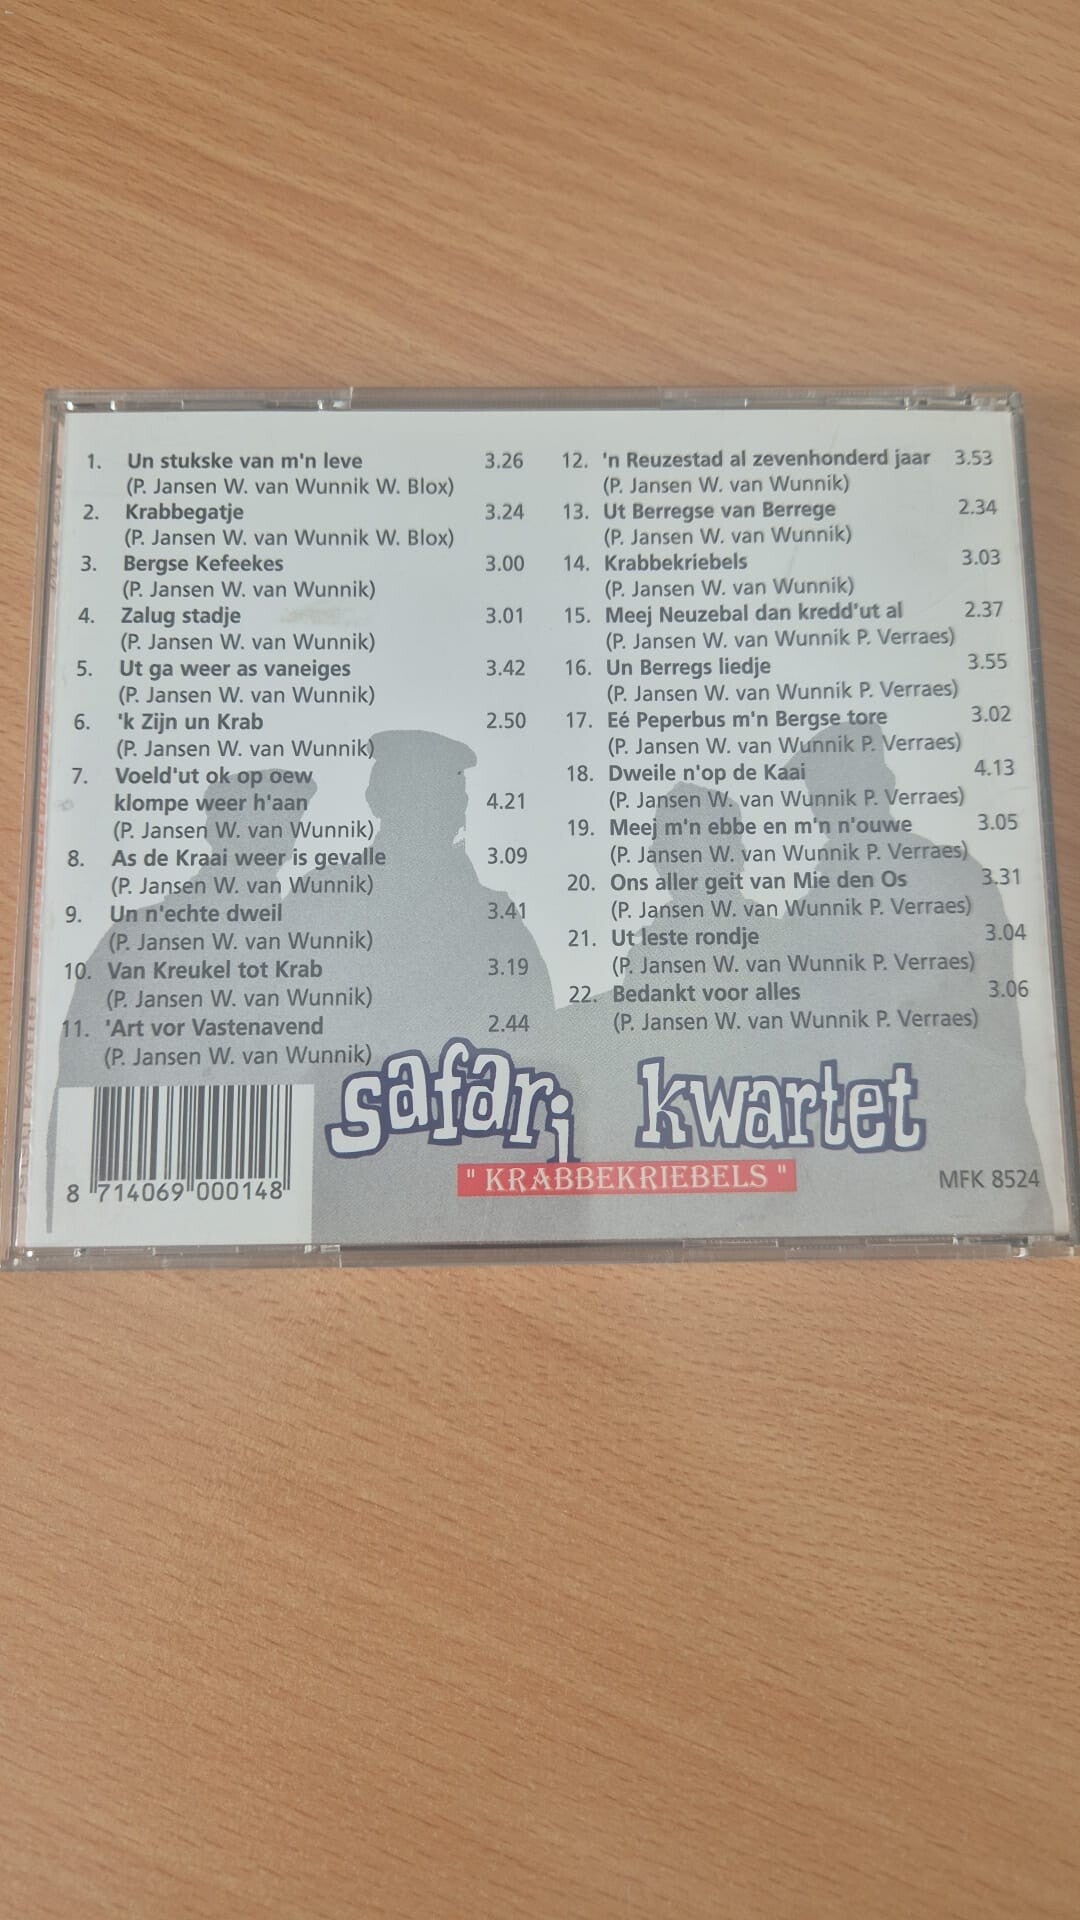 1. Un stukske van m'n leve 3.26
(P. Jansen W. van Wunnik W. Blox)
2. Krabbegatje 3.24
(P. Jansen W. van Wunnik W. Blox)
3. Bergse Kefeekes 3.00
(P. Jansen W. van Wunnik)
4. Zalug stadje 3.01
(P. Jansen W. van Wunnik)
5. Ut ga weer as vaneiges 3.42
(P. Jansen W. van Wunnik)
6. 'k Zijn un Krab 2.50
(P. Jansen W. van Wunnik)
7. Voeld'ut ok op oew
klompe weer h'aan 4.21
(P. Jansen W. van Wunnik)
8. As de Kraai weer is gevalle 3.09
(P. Jansen W. van Wunnik)
9. Un n'echte dweil 3.41
(P. Jansen W. van Wunnik)
10. Van Kreukel tot Krab 3.19
(P. Jansen W. van Wunnik)
11. 'Art vor Vastenavend 2.44
(P. Jansen W. van Wunnik)
12. 'n Reuzestad al zevenhonderd jaar 3.53
(P. Jansen W. van Wunnik)
13. Ut Berregse van Berrege 2.34
(P. Jansen W. van Wunnik)
14. Krabbekriebels 3.03
(P. Jansen W. van Wunnik)
15. Meej Neuzebal dan kredd'ut al 2.37
(P. Jansen W. van Wunnik P. Verraes)
16. Un Berregs liedje 3.55
(P. Jansen W. van Wunnik P. Verraes)
17. Eé Peperbus m'n Bergse tore 3.02
(P. Jansen W. van Wunnik P. Verraes)
18. Dweile n'op de Kaai 4.13
(P. Jansen W. van Wunnik P. Verraes)
19. Meej m'n ebbe en m'n n'ouwe 3.05
(P. Jansen W. van Wunnik P. Verraes)
20. Ons aller geit van Mie den Os 3.31
(P. Jansen W. van Wunnik P. Verraes)
21. Ut leste rondje 3.04
(P. Jansen W. van Wunnik P. Verraes)
22. Bedankt voor alles 3.06
(P. Jansen W. van Wunnik P. Verraes)
safari kwartet
" KRABBEKRIEBELS "
8 714069 000148
MFK 8524